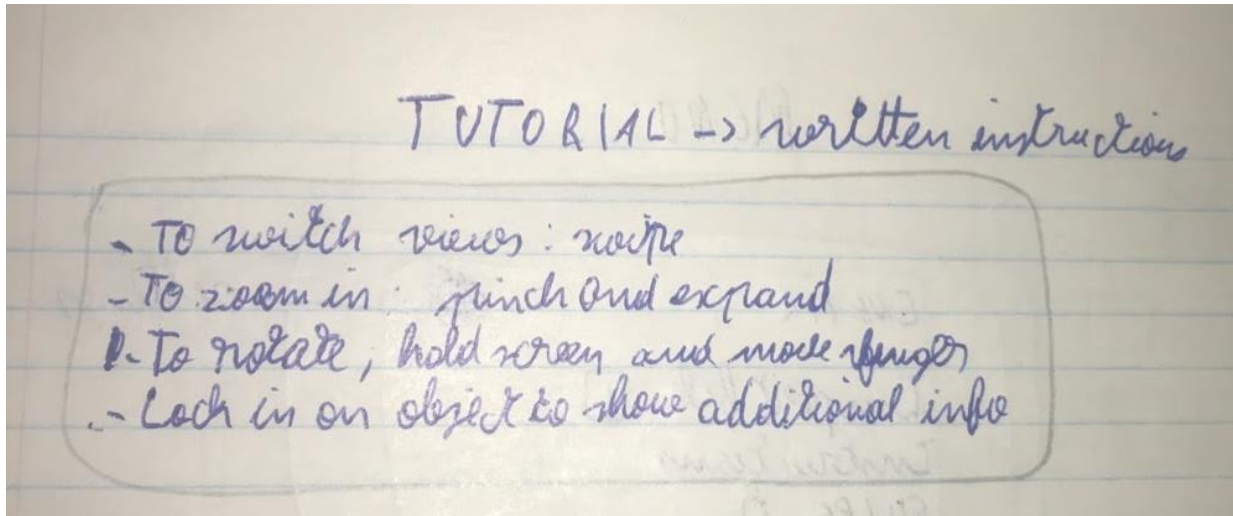 TUTORIAL -> written instructions
- To switch views : swipe
- To zoom in : pinch and expand
- To rotate, hold screen and move finger
- Lock in on object to show additional info